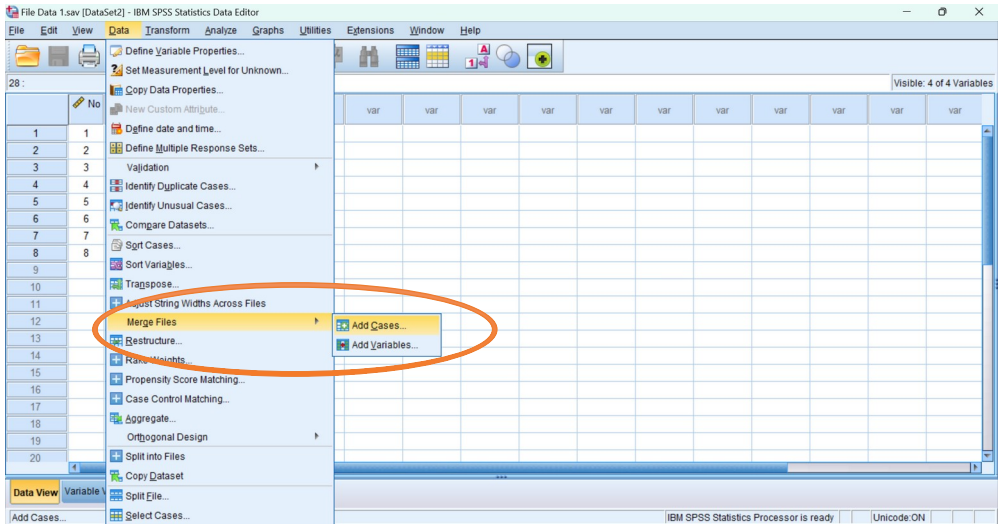 File Data 1.sav [DataSet2] - IBM SPSS Statistics Data Editor
File Edit View Data Transform Analyze Graphs Utilities Extensions Window Help
28 :
Visible: 4 of 4 Variables
No var var var var var var var var var var var
1 1
2 2
3 3
4 4
5 5
6 6
7 7
8 8
9
10
11
12
13
14
15
16
17
18
19
20
Define Variable Properties...
Set Measurement Level for Unknown...
Copy Data Properties...
New Custom Attribute...
Define date and time...
Define Multiple Response Sets...
Validation
Identify Duplicate Cases...
Identify Unusual Cases...
Compare Datasets...
Sort Cases...
Sort Variables...
Transpose...
Adjust String Widths Across Files
Merge Files
Add Cases...
Add Variables...
Restructure...
Rake Weights...
Propensity Score Matching...
Case Control Matching...
Aggregate...
Orthogonal Design
Split into Files
Copy Dataset
Split File...
Select Cases...
Data View Variable V
Add Cases...
IBM SPSS Statistics Processor is ready
Unicode:ON